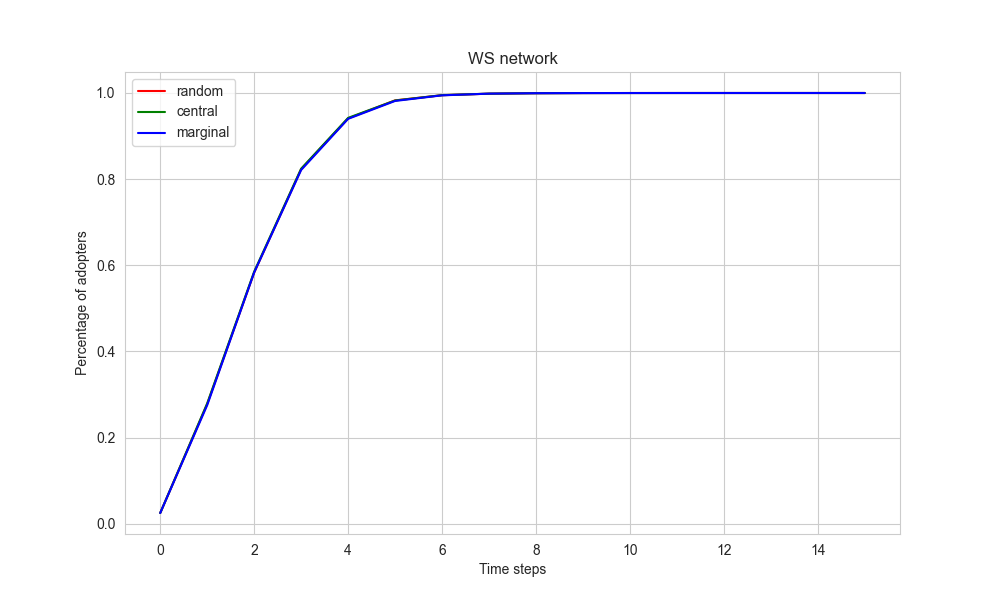 WS network
random
central
marginal
Percentage of adopters
1.0
0.8
0.6
0.4
0.2
0.0
0 2 4 6 8 10 12 14
Time steps